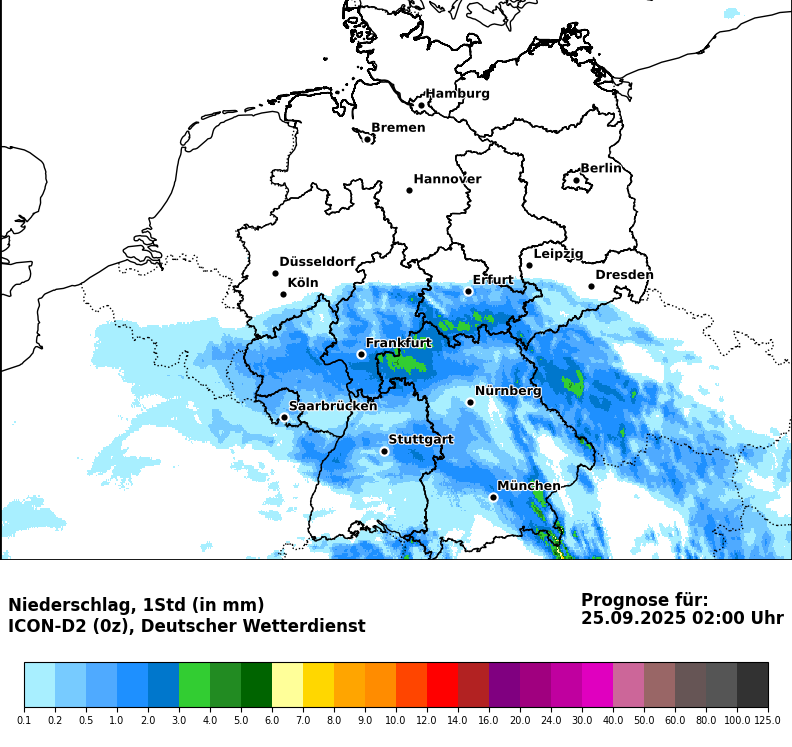 Hamburg
Bremen
Berlin
Hannover
Leipzig
Düsseldorf
Dresden
Köln
Erfurt
Frankfurt
Nürnberg
Saarbrücken
Stuttgart
München
Niederschlag, 1Std (in mm)
ICON-D2 (0z), Deutscher Wetterdienst
Prognose für:
25.09.2025 02:00 Uhr
0.1 0.2 0.5 1.0 2.0 3.0 4.0 5.0 6.0 7.0 8.0 9.0 10.0 12.0 14.0 16.0 20.0 24.0 30.0 40.0 50.0 60.0 80.0 100.0 125.0